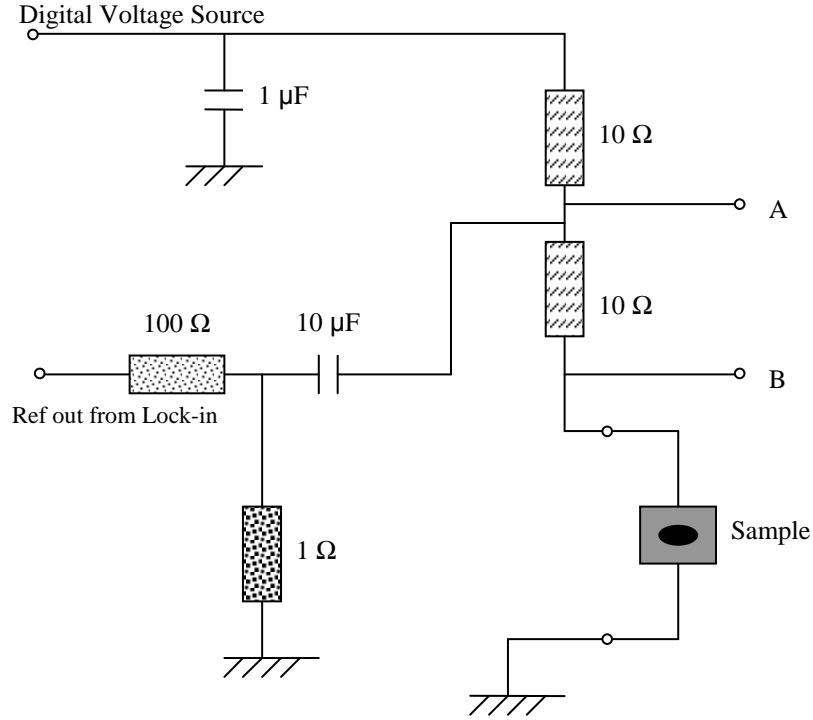 Digital Voltage Source
1 μF
10 Ω
A
10 Ω
100 Ω
10 μF
B
Ref out from Lock-in
1 Ω
Sample